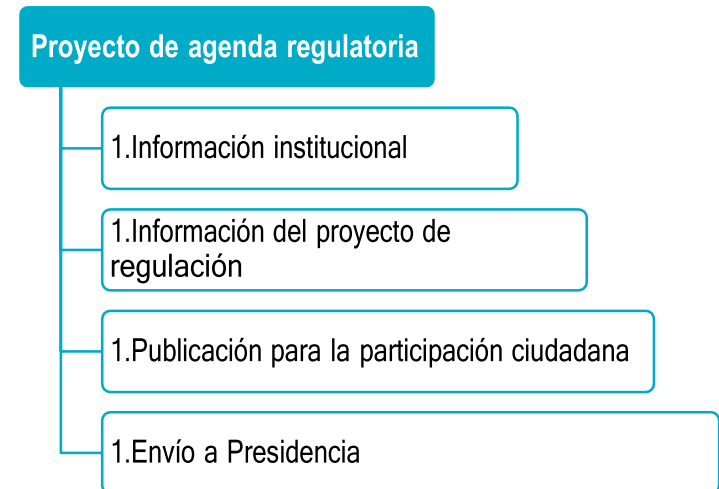 Proyecto de agenda regulatoria
1.Información institucional
1.Información del proyecto de
regulación
1.Publicación para la participación ciudadana
1.Envío a Presidencia